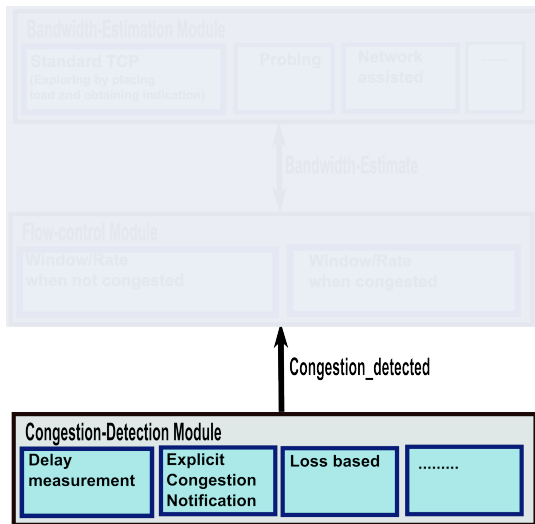 Bandwidth-Estimation Module
Standard TCP
(Exploring by placing
load and obtaining indication)
Probing
Network
assisted
......
Bandwidth-Estimate
Flow-control Module
Window/Rate
when not congested
Window/Rate
when congested
Congestion_detected
Congestion-Detection Module
Delay
measurement
Explicit
Congestion
Notification
Loss based
.........